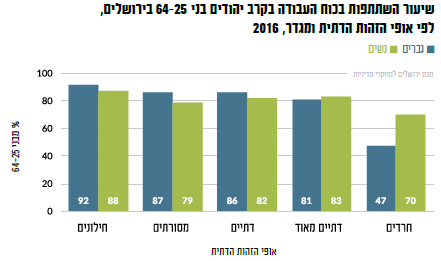 שיעור השתתפות בכוח העבודה בקרב יהודים בני 64-25 בירושלים,
לפי אופי הזהות הדתית ומגדר, 2016
גברים נשים
מכון ירושלים למחקרי מדיניות
100
80
60
40
20
0
% מבני 64-25
92 88 87 79 86 82 81 83 47 70
חילונים מסורתים דתיים דתיים מאוד חרדים
אופי הזהות הדתית